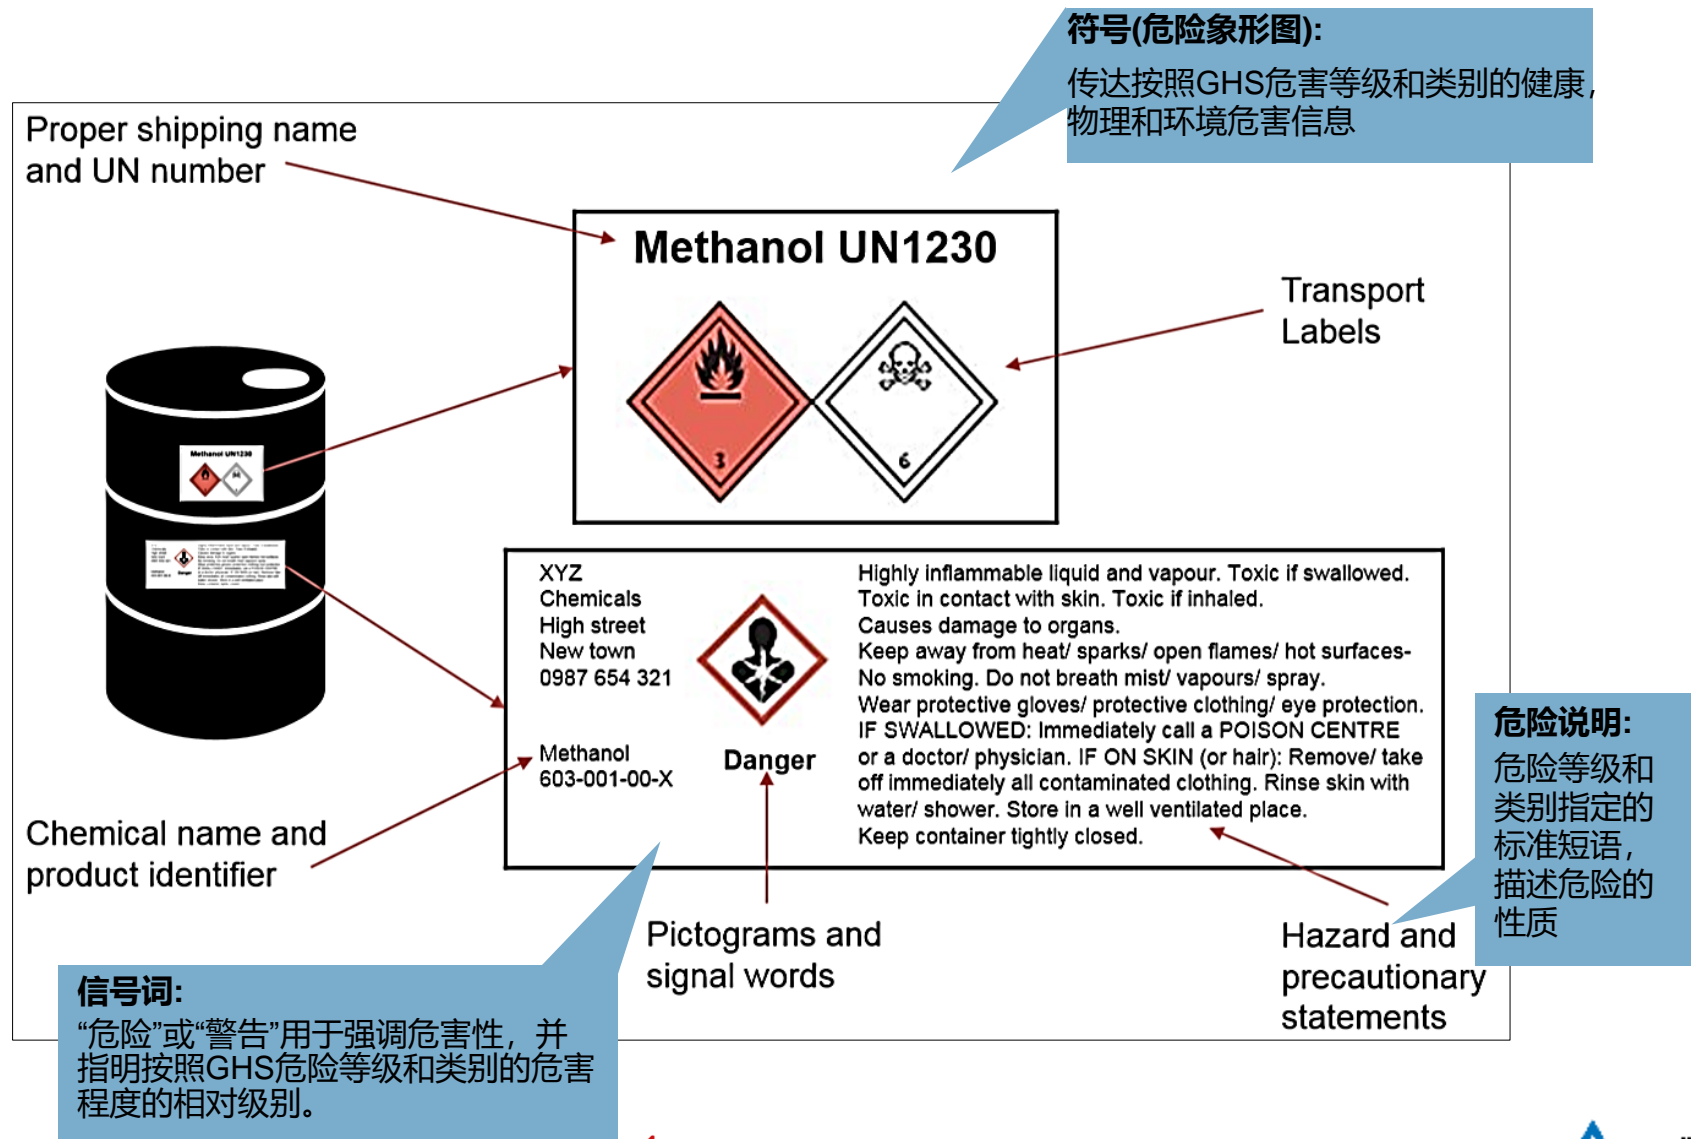 符号(危险象形图):
传达按照GHS危害等级和类别的健康，
物理和环境危害信息
Proper shipping name
and UN number
Methanol UN1230
3
6
Transport
Labels
Methanol UN1230
XYZ
Chemicals
High street
New town
0987 654 321
Methanol
603-001-00-X
Danger
Highly inflammable liquid and vapour. Toxic if swallowed.
Toxic in contact with skin. Toxic if inhaled.
Causes damage to organs.
Keep away from heat/ sparks/ open flames/ hot surfaces-
No smoking. Do not breath mist/ vapours/ spray.
Wear protective gloves/ protective clothing/ eye protection.
IF SWALLOWED: Immediately call a POISON CENTRE
or a doctor/ physician. IF ON SKIN (or hair): Remove/ take
off immediately all contaminated clothing. Rinse skin with
water/ shower. Store in a well ventilated place.
Keep container tightly closed.
危险说明:
危险等级和
类别指定的
标准短语，
描述危险的
性质
Chemical name and
product identifier
Pictograms and
signal words
Hazard and
precautionary
statements
信号词:
“危险”或“警告”用于强调危害性，并
指明按照GHS危险等级和类别的危害
程度的相对级别。